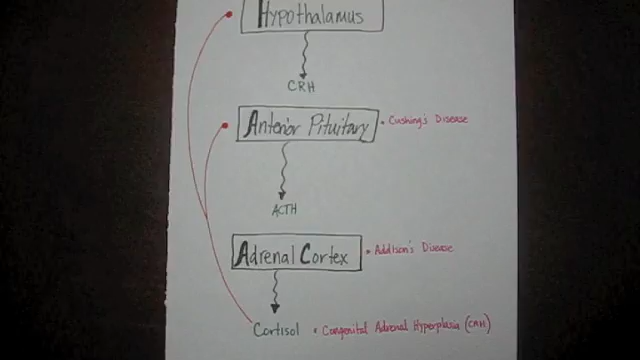 Hypothalamus
CRH
Anterior Pituitary • Cushing's Disease
ACTH
Adrenal Cortex • Addison's Disease
Cortisol • Congenital Adrenal Hyperplasia (CAH)